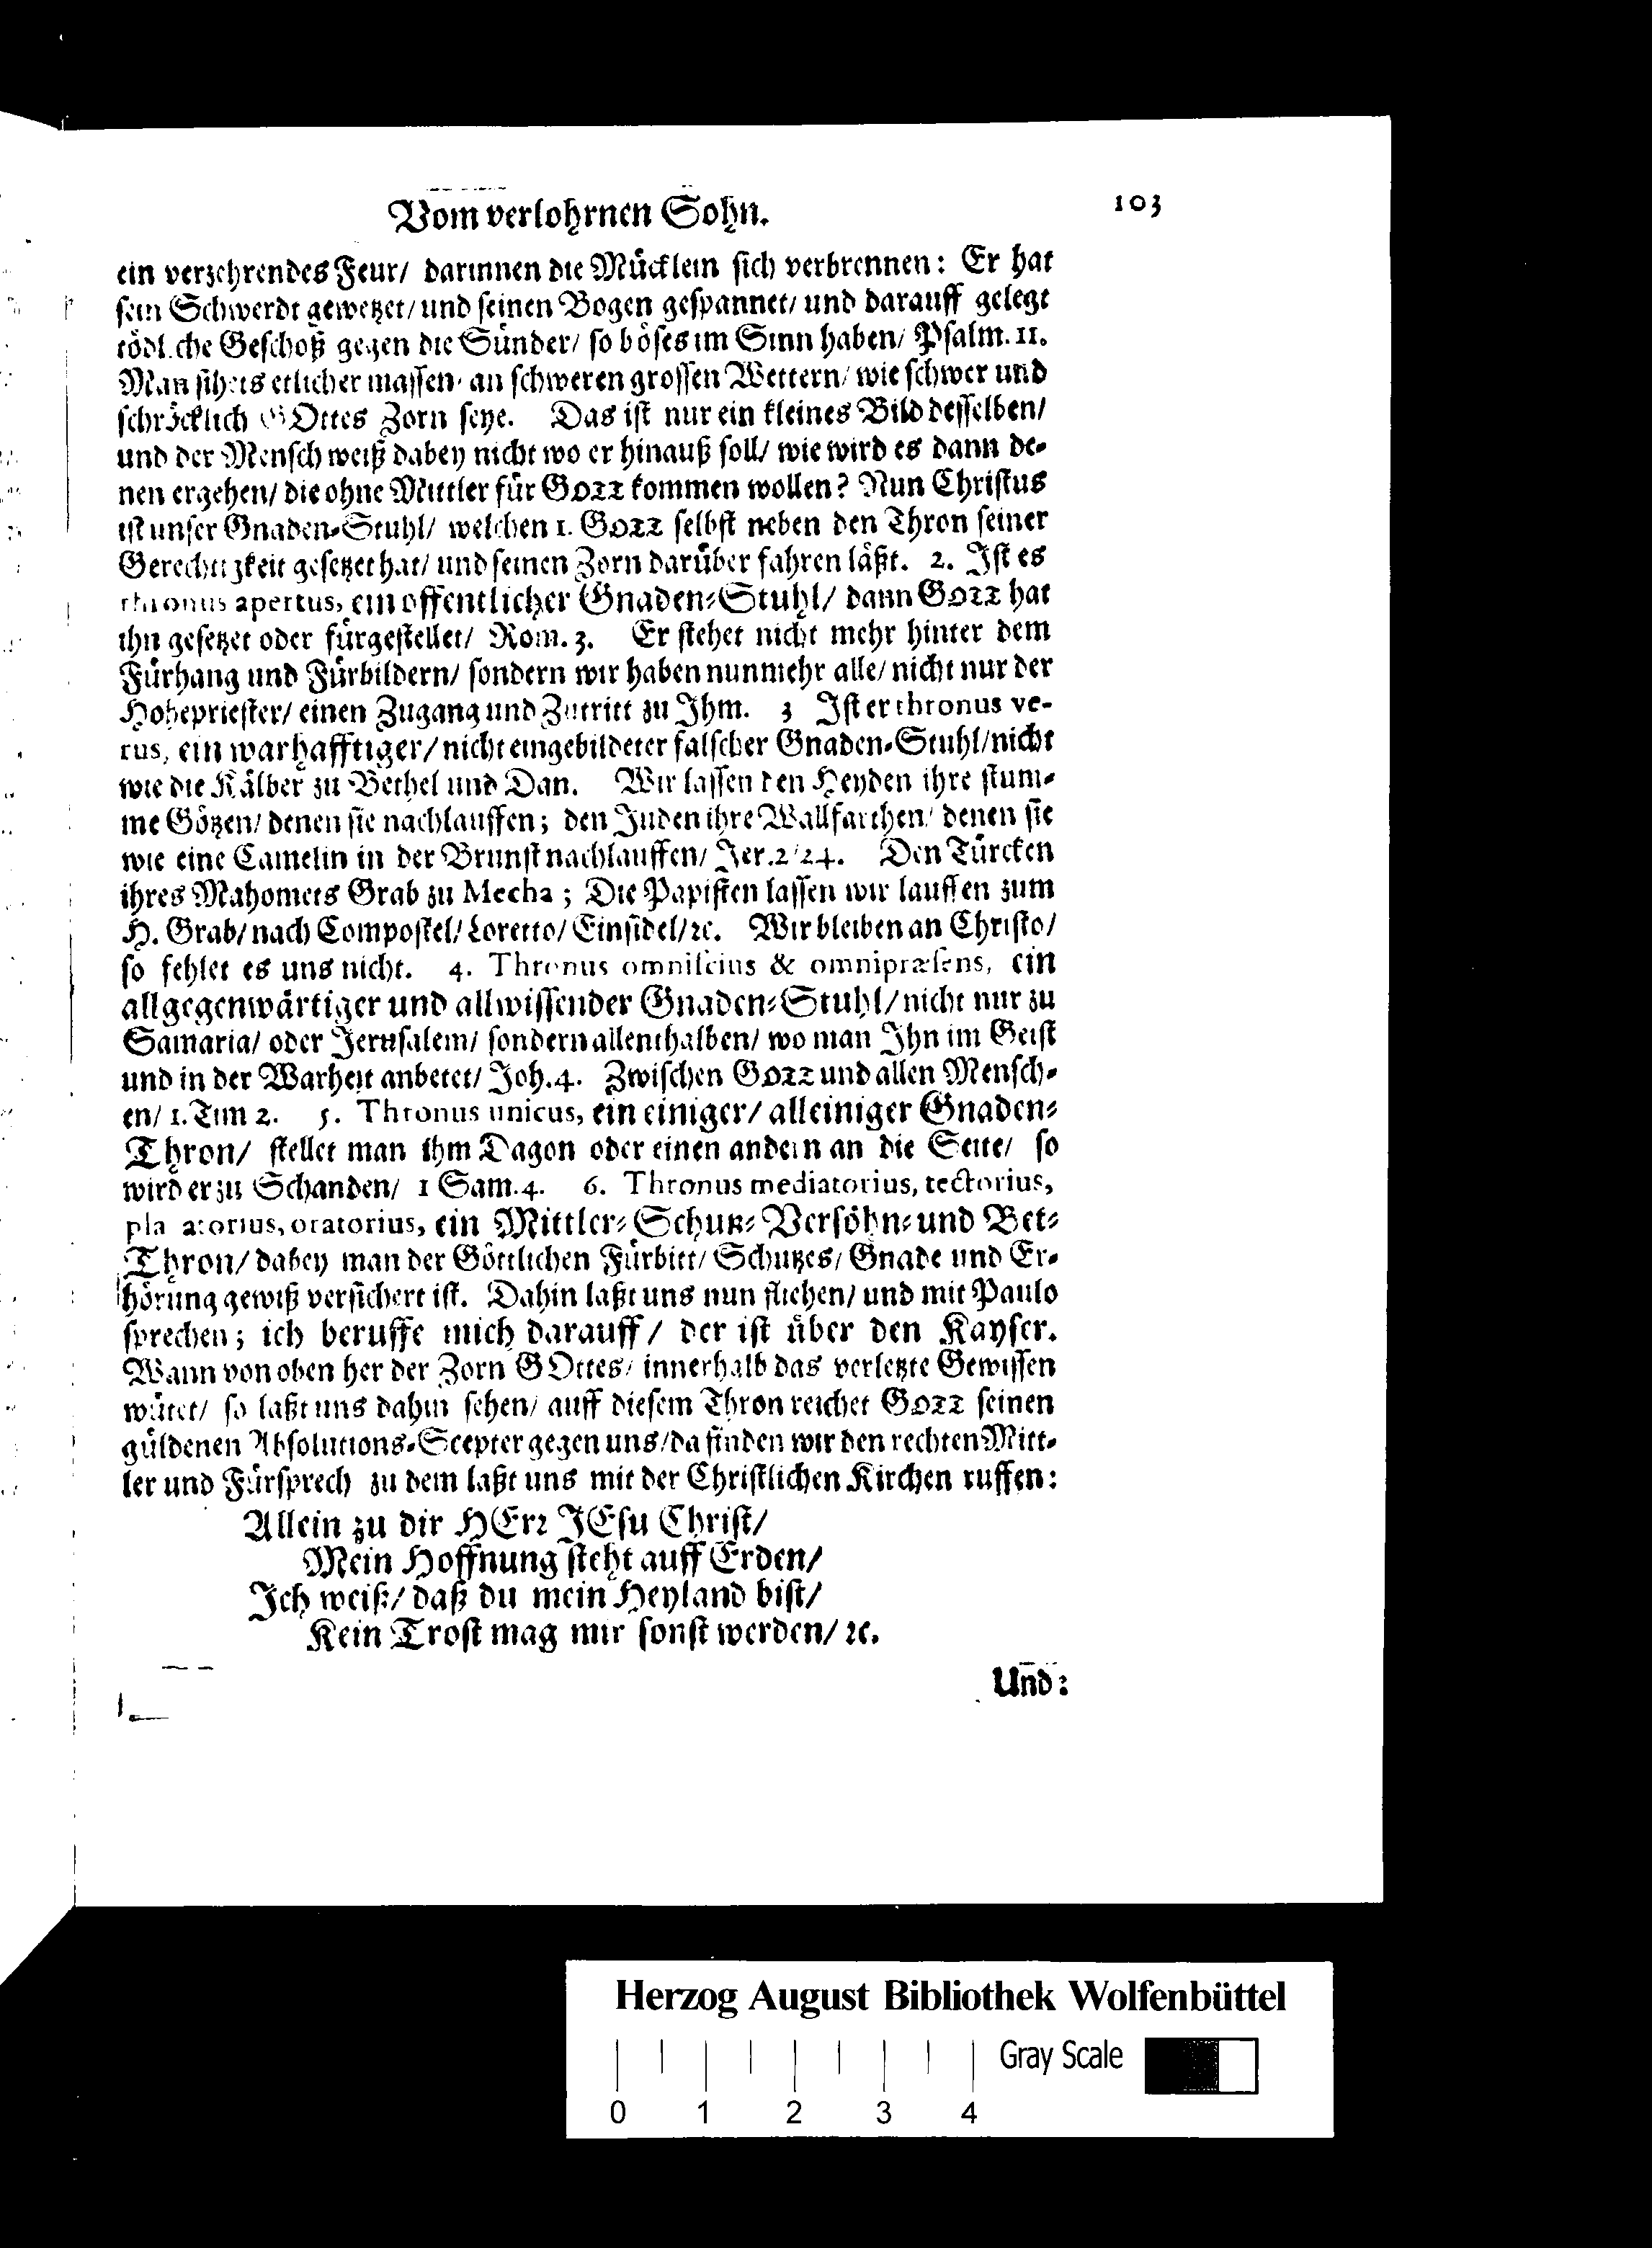 Vom verlohrnen Sohn. 103
ein verzehrendes Feur/ darinnen die Mücklein sich verbrennen: Er hat
sein Schwerdt gewetzet/ und seinen Bogen gespannet/ und darauff gelegt
tödliche Geschoß gegen die Sünder/ so böses im Sinn haben/ Psalm. 11.
Man sihets etlicher massen an schweren grossen Wettern/ wie schwer und
schröcklich GOttes Zorn seye. Das ist nur ein kleines Bild desselben/
und der Mensch weiß dabey nicht wo er hinauß soll/ wie wird es dann de-
nen ergehen/ die ohne Mittler für GOTT kommen wollen? Nun Christus
ist unser Gnaden-Stuhl/ welchen 1. GOTT selbst neben den Thron seiner
Gerechtigkeit gesetzet hat/ und seinen Zorn darüber fahren läßt. 2. Ist es
thronus apertus, ein offentlicher Gnaden-Stuhl/ dann GOTT hat
ihn gesetzet oder fürgestellet/ Rom. 3. Er stehet nicht mehr hinter dem
Fürhang und Fürbildern/ sondern wir haben nunmehr alle/ nicht nur der
Hohepriester/ einen Zugang und Zutritt zu Ihm. 3 Ist er thronus ve-
rus, ein warhafftiger/ nicht eingebildeter falscher Gnaden-Stuhl/ nicht
wie die Kälber zu Bethel und Dan. Wir lassen den Heyden ihre stum-
me Götzen/ denen sie nachlauffen; den Juden ihre Wallfarthen/ denen sie
wie eine Camelin in der Brunst nachlauffen/ Jer. 2/24. Den Türcken
ihres Mahomets Grab zu Mecha; Die Papisten lassen wir lauffen zum
H. Grab/ nach Compostel/ Loretto/ Einsidel/ ꝛc. Wir bleiben an Christo/
so fehlet es uns nicht. 4. Thronus omniscius & omnipræsens, ein
allgegenwärtiger und allwissender Gnaden-Stuhl/ nicht nur zu
Samaria/ oder Jerusalem/ sondern allenthalben/ wo man Ihn im Geist
und in der Warheit anbetet/ Joh. 4. Zwischen GOTT und allen Mensch-
en/ 1. Tim 2. 5. Thronus unicus, ein einiger/ alleiniger Gnaden-
Thron/ stellet man ihm Dagon oder einen andern an die Seite/ so
wird er zu Schanden/ 1 Sam. 4. 6. Thronus mediatorius, tectorius,
oratorius, ein Mittler- Schutz- Versöhn- und Bet-
Thron/ dabey man der Göttlichen Fürbitt/ Schutzes/ Gnade und Er-
hörung gewiß versichert ist. Dahin laßt uns nun fliehen/ und mit Paulo
sprechen; ich beruffe mich darauff/ der ist über den Kayser.
Wann von oben her der Zorn GOttes/ innerhalb das verletzte Gewissen
wütet/ so laßt uns dahin sehen/ auff diesem Thron reichet GOTT seinen
güldenen Absolutions-Scepter gegen uns/ da finden wir den rechten Mitt-
ler und Fürsprech zu dem laßt uns mit der Christlichen Kirchen ruffen:
Allein zu dir HErr JEsu Christ/
Mein Hoffnung steht auff Erden/
Ich weiß/ daß du mein Heyland bist/
Kein Trost mag mir sonst werden/ ꝛc.
Und:
Herzog August Bibliothek Wolfenbüttel
Gray Scale
0 1 2 3 4